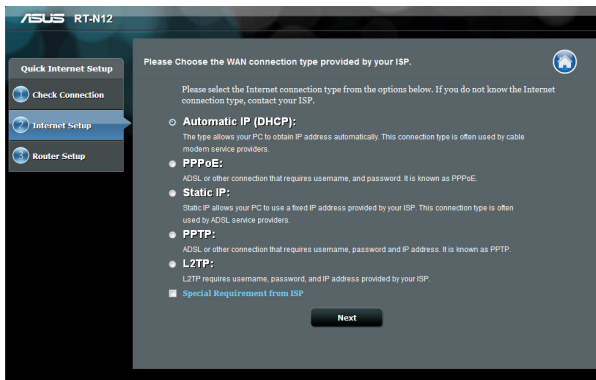 ASUS RT-N12
Quick Internet Setup
1 Check Connection
2 Internet Setup
3 Router Setup
Please Choose the WAN connection type provided by your ISP.
Please select the Internet connection type from the options below. If you do not know the Internet
connection type, contact your ISP.
Automatic IP (DHCP):
The type allows your PC to obtain IP address automatically. This connection type is often used by cable
modem service providers.
PPPoE:
ADSL or other connection that requires username, and password. It is known as PPPoE.
Static IP:
Static IP allows your PC to use a fixed IP address provided by your ISP. This connection type is often
used by ADSL service providers.
PPTP:
ADSL or other connection that requires username, password and IP address. It is known as PPTP.
L2TP:
L2TP requires username, password, and IP address provided by your ISP.
Special Requirement from ISP
Next